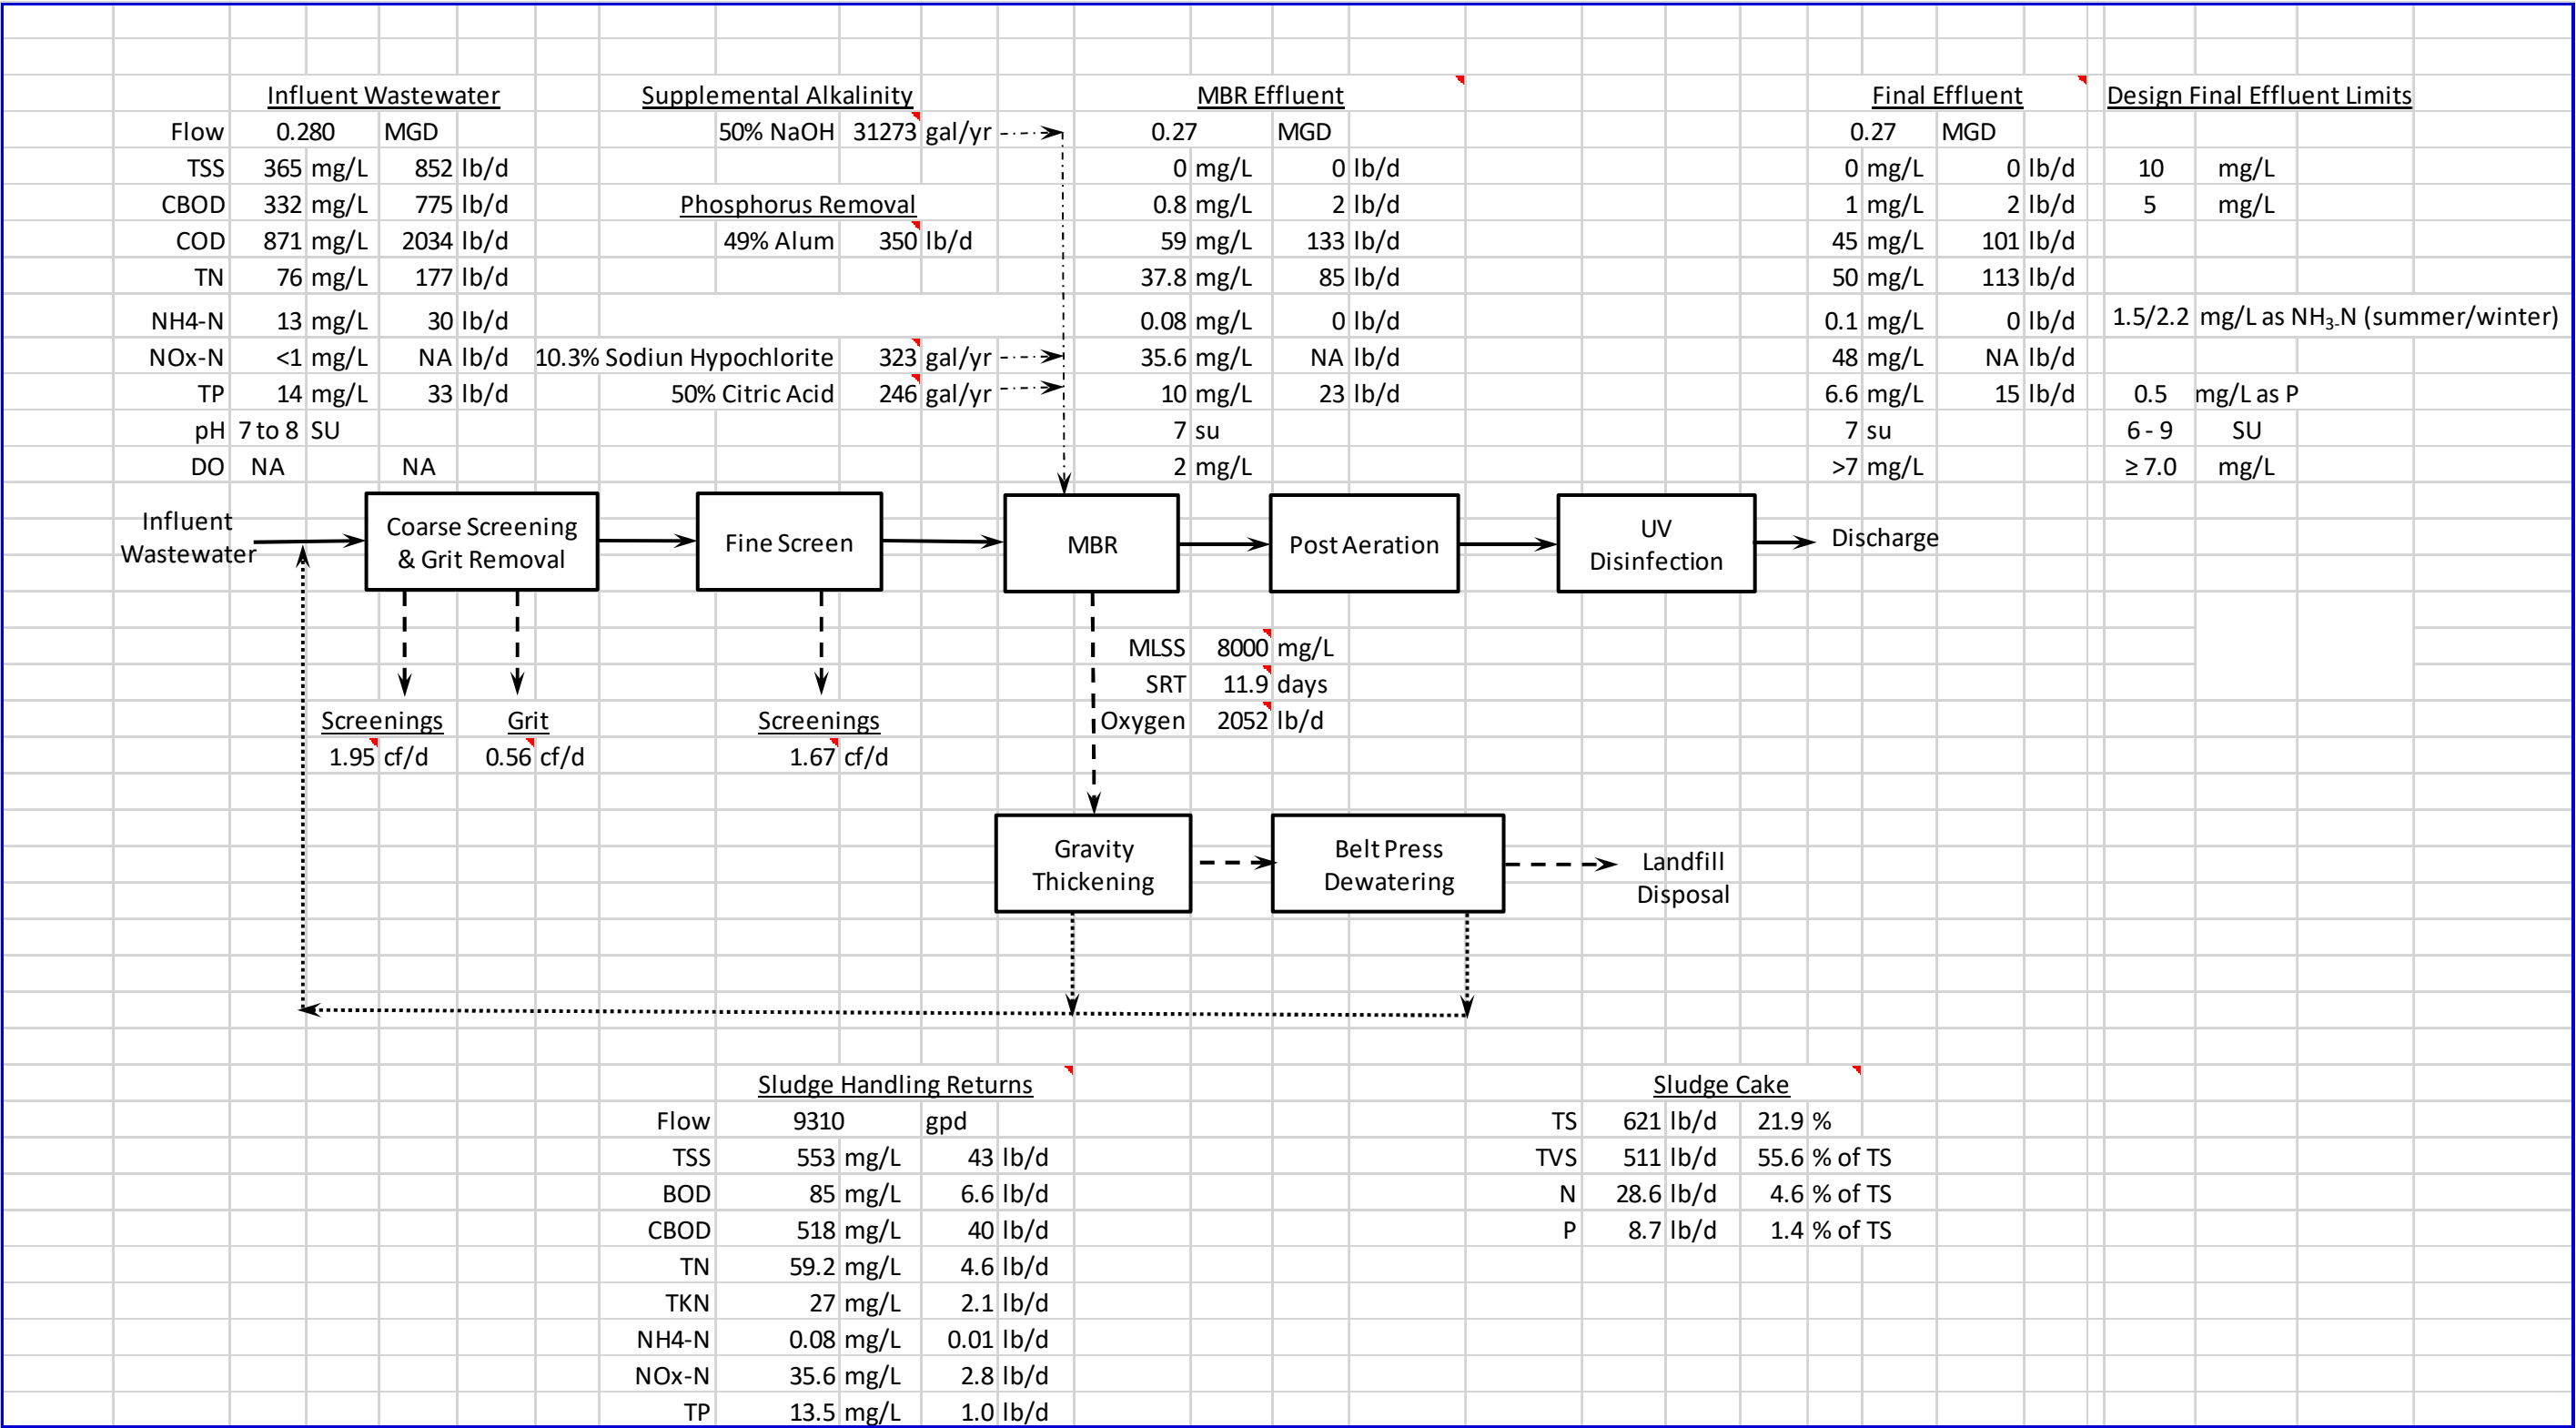 Influent Wastewater Supplemental Alkalinity MBR Effluent Final Effluent Design Final Effluent Limits
Flow 0.280 MGD 50% NaOH 31273 gal/yr 0.27 MGD 0.27 MGD
TSS 365 mg/L 852 lb/d 0 mg/L 0 lb/d 0 mg/L 0 lb/d 10 mg/L
CBOD 332 mg/L 775 lb/d Phosphorus Removal 0.8 mg/L 2 lb/d 1 mg/L 2 lb/d 5 mg/L
COD 871 mg/L 2034 lb/d 49% Alum 350 lb/d 59 mg/L 133 lb/d 45 mg/L 101 lb/d
TN 76 mg/L 177 lb/d 37.8 mg/L 85 lb/d 50 mg/L 113 lb/d
NH4-N 13 mg/L 30 lb/d 0.08 mg/L 0 lb/d 0.1 mg/L 0 lb/d 1.5/2.2 mg/L as NH3-N (summer/winter)
NOx-N <1 mg/L NA lb/d 10.3% Sodiun Hypochlorite 323 gal/yr 35.6 mg/L NA lb/d 48 mg/L NA lb/d
TP 14 mg/L 33 lb/d 50% Citric Acid 246 gal/yr 10 mg/L 23 lb/d 6.6 mg/L 15 lb/d 0.5 mg/L as P
pH 7 to 8 SU 7 su 7 su 6 - 9 SU
DO NA NA 2 mg/L >7 mg/L ≥ 7.0 mg/L
Influent
Wastewater
Coarse Screening
& Grit Removal
Fine Screen
MBR
Post Aeration
UV
Disinfection
Discharge
MLSS 8000 mg/L
SRT 11.9 days
Screenings Grit Screenings Oxygen 2052 lb/d
1.95 cf/d 0.56 cf/d 1.67 cf/d
Gravity
Thickening
Belt Press
Dewatering
Landfill
Disposal
Sludge Handling Returns Sludge Cake
Flow 9310 gpd TS 621 lb/d 21.9 %
TSS 553 mg/L 43 lb/d TVS 511 lb/d 55.6 % of TS
BOD 85 mg/L 6.6 lb/d N 28.6 lb/d 4.6 % of TS
CBOD 518 mg/L 40 lb/d P 8.7 lb/d 1.4 % of TS
TN 59.2 mg/L 4.6 lb/d
TKN 27 mg/L 2.1 lb/d
NH4-N 0.08 mg/L 0.01 lb/d
NOx-N 35.6 mg/L 2.8 lb/d
TP 13.5 mg/L 1.0 lb/d